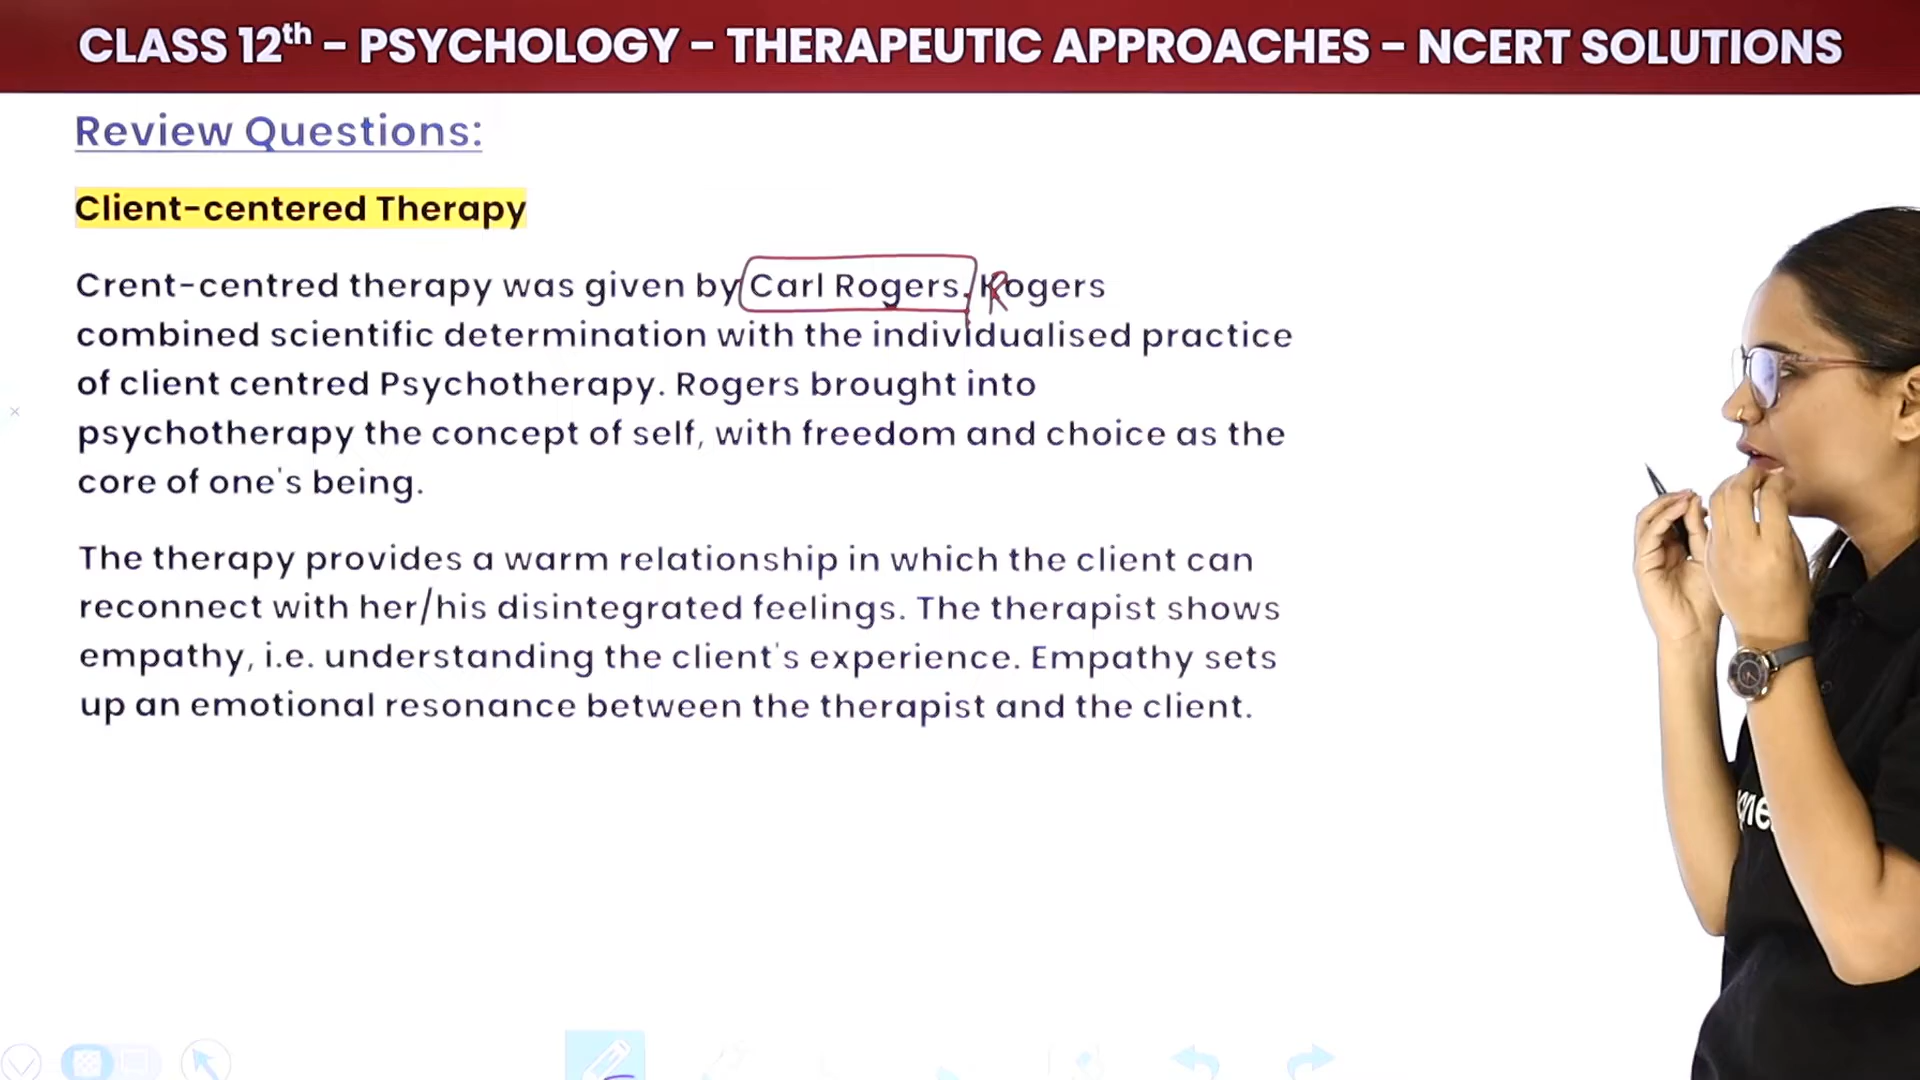 CLASS 12th - PSYCHOLOGY - THERAPEUTIC APPROACHES - NCERT SOLUTIONS
Review Questions:
Client-centered Therapy
Crent-centred therapy was given by Carl Rogers. Rogers
combined scientific determination with the individualised practice
of client centred Psychotherapy. Rogers brought into
psychotherapy the concept of self, with freedom and choice as the
core of one's being.
The therapy provides a warm relationship in which the client can
reconnect with her/his disintegrated feelings. The therapist shows
empathy, i.e. understanding the client's experience. Empathy sets
up an emotional resonance between the therapist and the client.